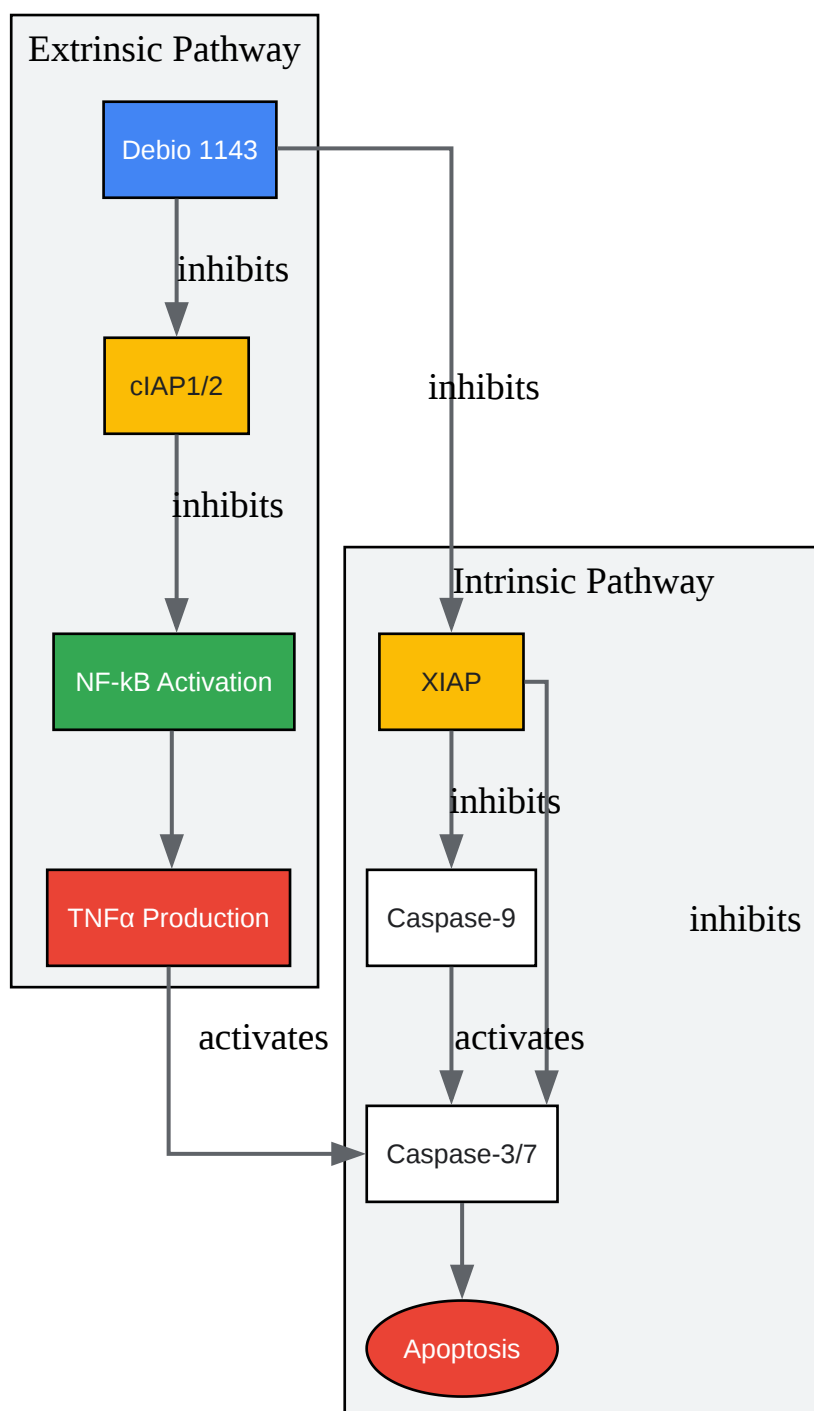 Extrinsic Pathway
Debio 1143
inhibits
cIAP1/2
inhibits
inhibits
Intrinsic Pathway
NF-kB Activation
XIAP
inhibits
TNFα Production
Caspase-9
inhibits
activates
activates
Caspase-3/7
Apoptosis